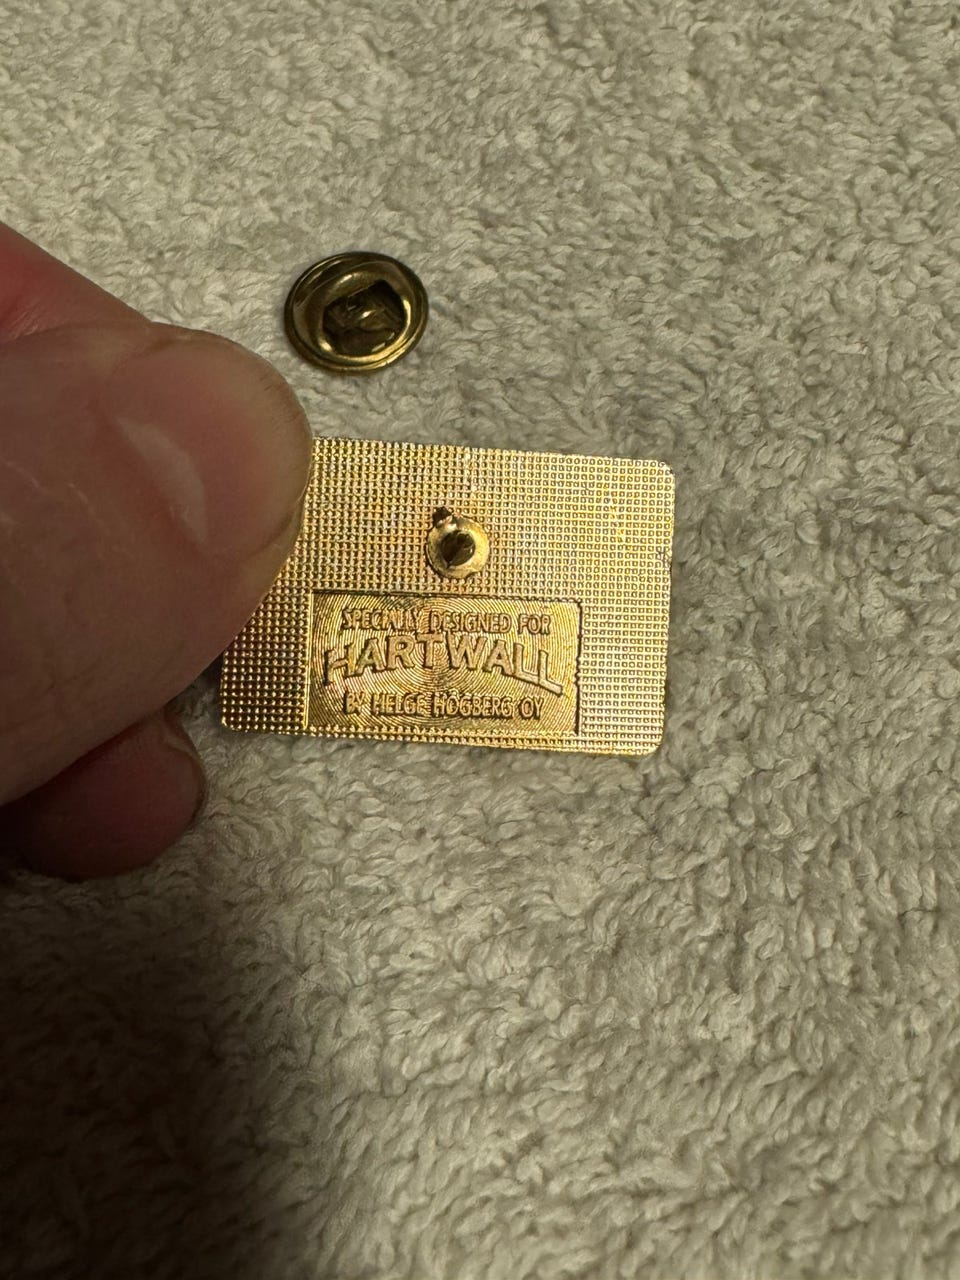 SPECIALLY DESIGNED FOR
HARTWALL
BY HELGE HÖGBERG OY